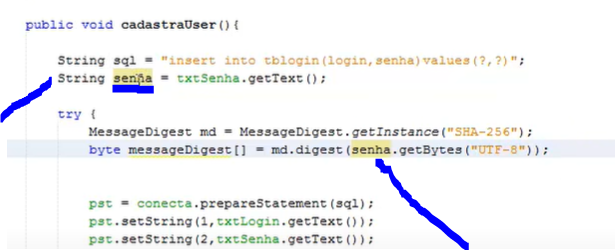 public void cadastraUser(){
String sql = "insert into tblogin(login,senha)values(?,?)";
String senha = txtSenha.getText();
try {
MessageDigest md = MessageDigest.getInstance("SHA-256");
byte messageDigest[] = md.digest(senha.getBytes("UTF-8"));
pst = conecta.prepareStatement(sql);
pst.setString(1,txtLogin.getText());
pst.setString(2,txtSenha.getText());